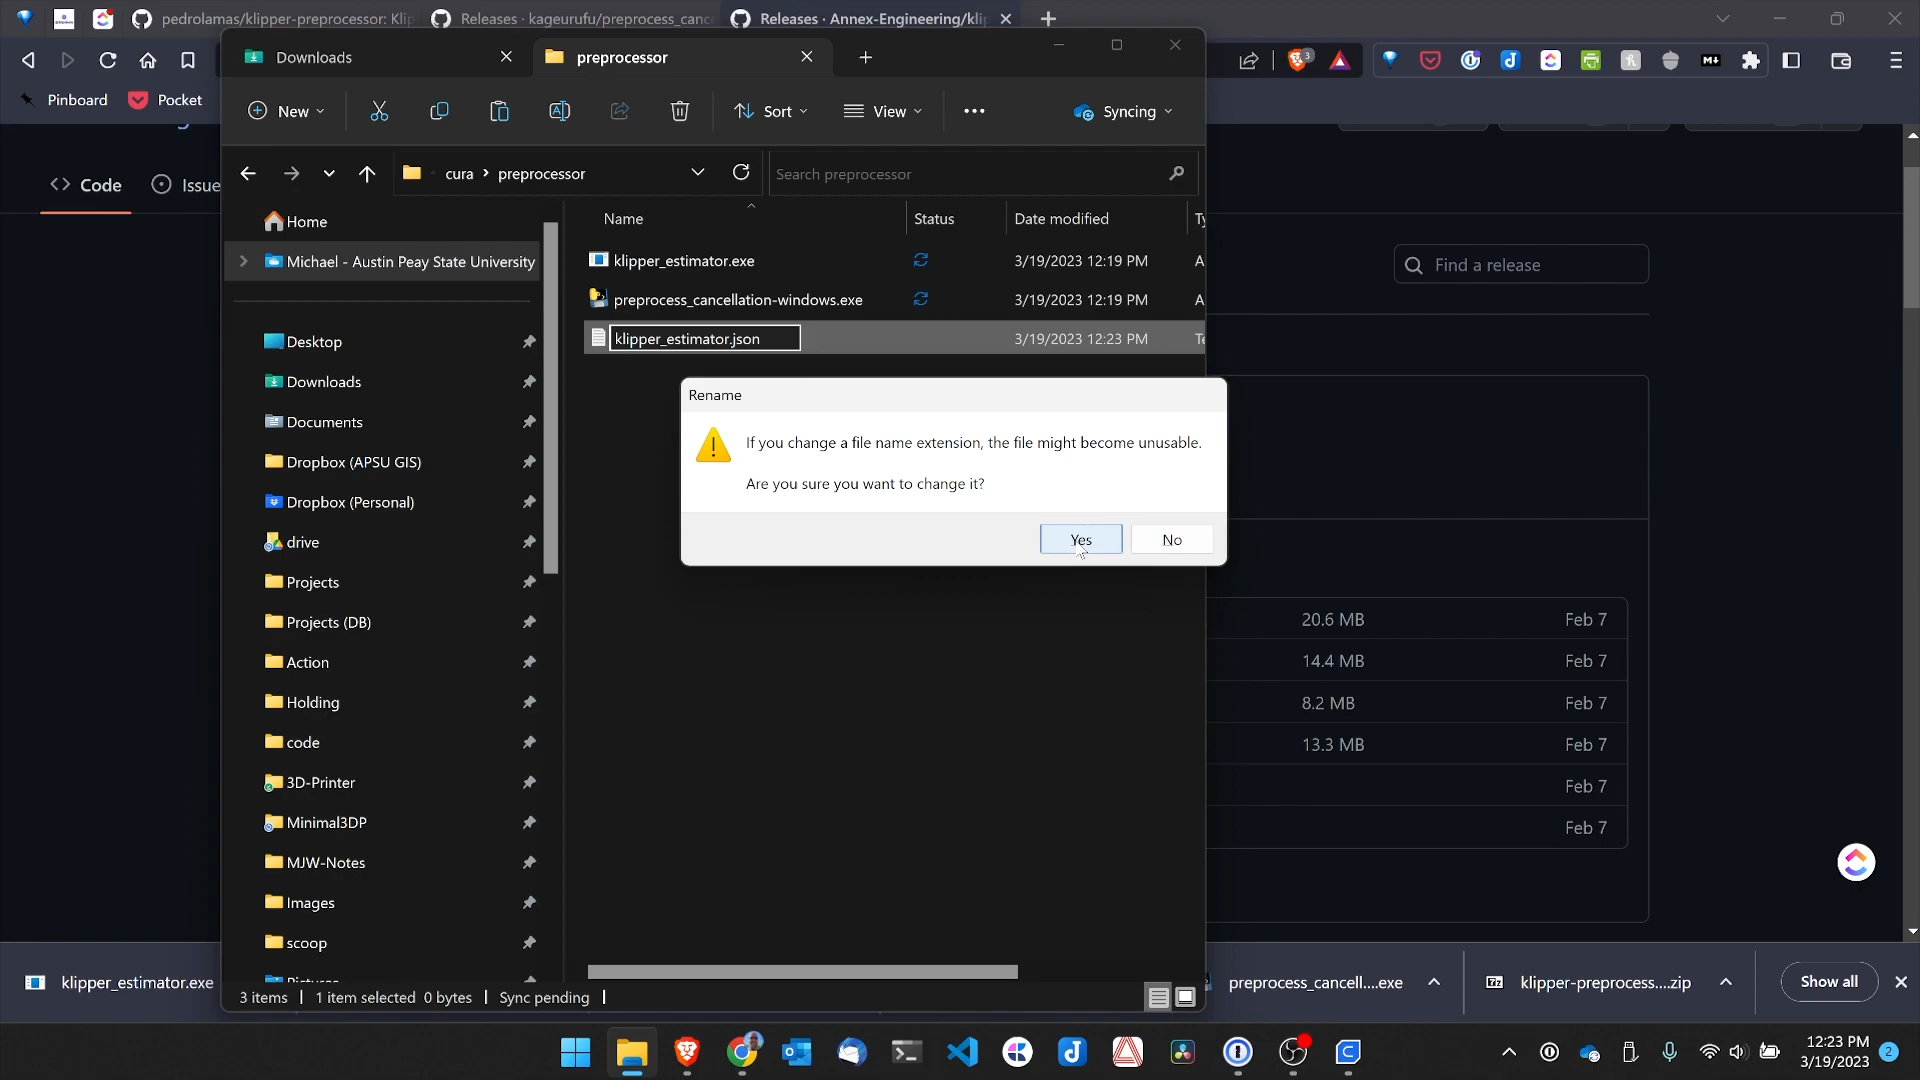 pedrolamas/klipper-preprocessor: Kli
Releases · kageurufu/preprocess_canc
Releases · Annex-Engineering/kli
Downloads
preprocessor
3
Pinboard
Pocket
New
Sort
View
Syncing
Code
Issue
cura
preprocessor
Search preprocessor
Name
Status
Date modified
Ty
Home
Michael - Austin Peay State University
klipper_estimator.exe
3/19/2023 12:19 PM
A
preprocess_cancellation-windows.exe
3/19/2023 12:19 PM
A
klipper_estimator.json
3/19/2023 12:23 PM
Te
Find a release
Desktop
Downloads
Documents
Dropbox (APSU GIS)
Dropbox (Personal)
drive
Projects
Projects (DB)
Action
Holding
code
3D-Printer
Minimal3DP
MJW-Notes
Images
scoop
Pictures
Rename
If you change a file name extension, the file might become unusable.
Are you sure you want to change it?
Yes
No
20.6 MB
Feb 7
14.4 MB
Feb 7
8.2 MB
Feb 7
13.3 MB
Feb 7
Feb 7
Feb 7
3 items
1 item selected
0 bytes
Sync pending
klipper_estimator.exe
preprocess_cancell....exe
klipper-preprocess....zip
Show all
12:23 PM
3/19/2023
2